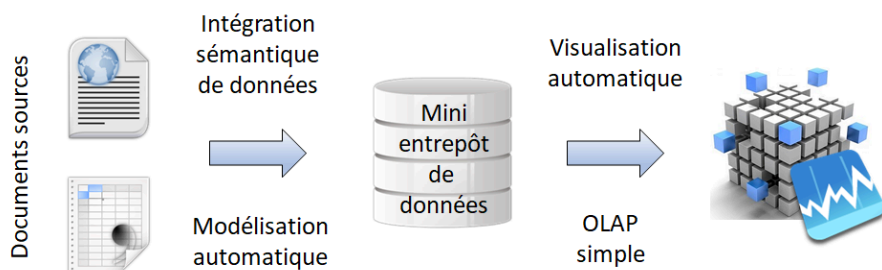 Documents sources
Intégration
sémantique
de données
Modélisation
automatique
Mini
entrepôt
de
données
Visualisation
automatique
OLAP
simple